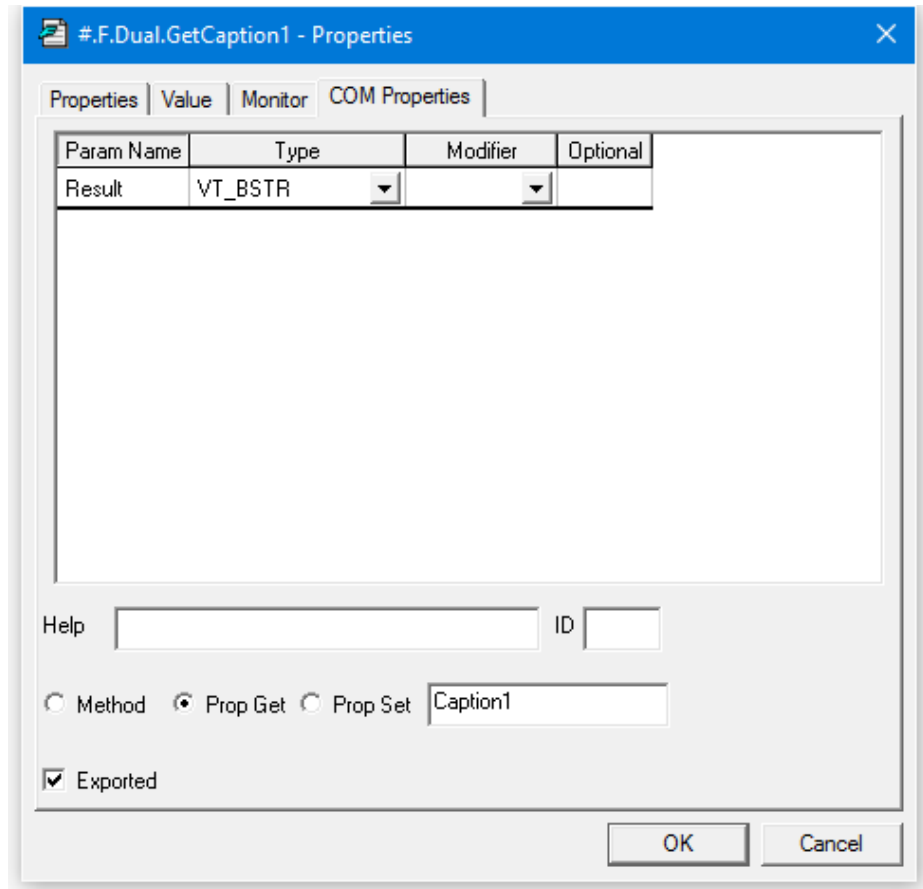 #.F.Dual.GetCaption1 - Properties
Properties Value Monitor COM Properties
Param Name Type Modifier Optional
Result VT_BSTR
Help ID
Method Prop Get Prop Set Caption1
Exported
OK Cancel